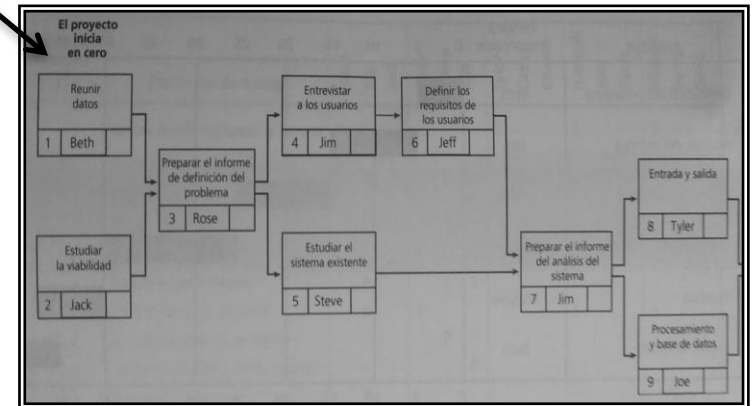 El proyecto
inicia
en cero
Reunir
datos
1 Beth
Estudiar
la viabilidad
2 Jack
Preparar el informe
de definición del
problema
3 Rose
Entrevistar
a los usuarios
4 Jim
Definir los
requisitos de
los usuarios
6 Jeff
Estudiar el
sistema existente
5 Steve
Preparar el informe
del análisis del
sistema
7 Jim
Entrada y salida
8 Tyler
Procesamiento
y base de datos
9 Joe